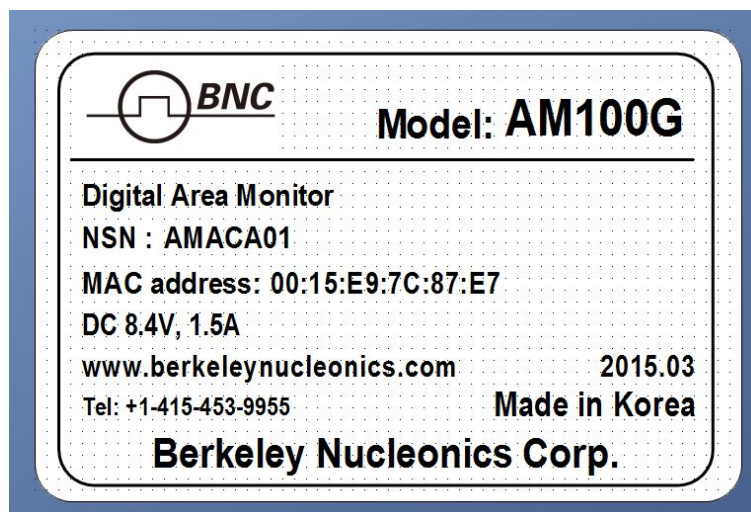 BNC
Model: AM100G
Digital Area Monitor
NSN : AMACA01
MAC address: 00:15:E9:7C:87:E7
DC 8.4V, 1.5A
www.berkeleynucleonics.com 2015.03
Tel: +1-415-453-9955 Made in Korea
Berkeley Nucleonics Corp.